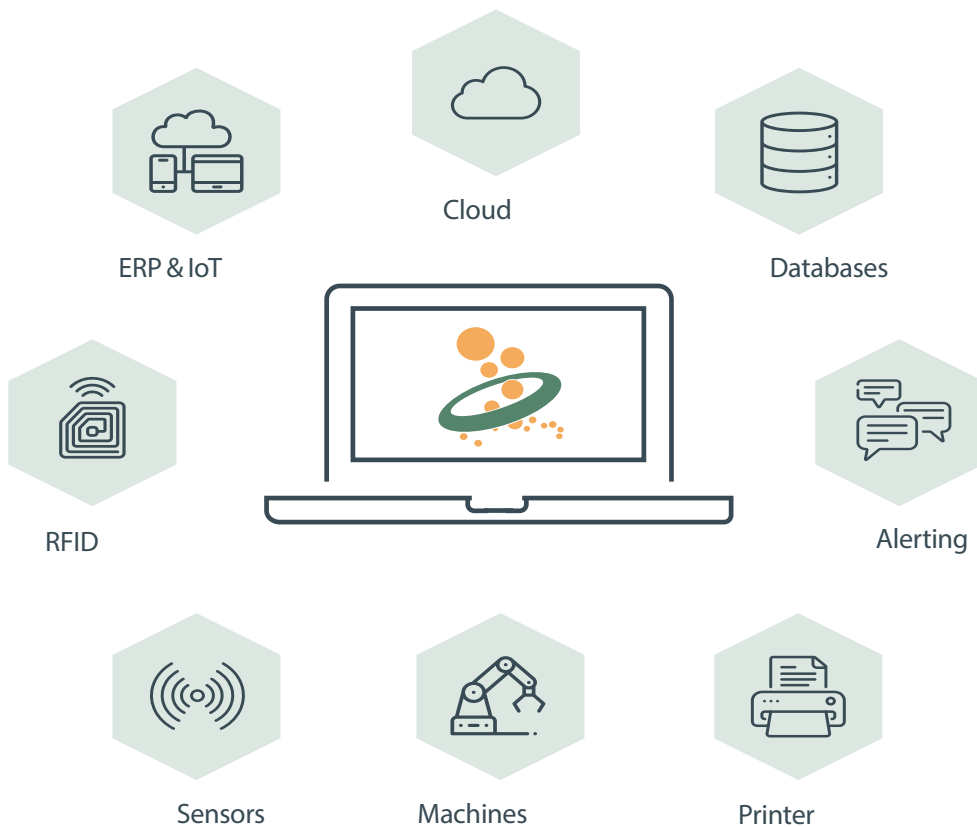 Cloud
ERP & IoT
Databases
RFID
Alerting
Sensors
Machines
Printer